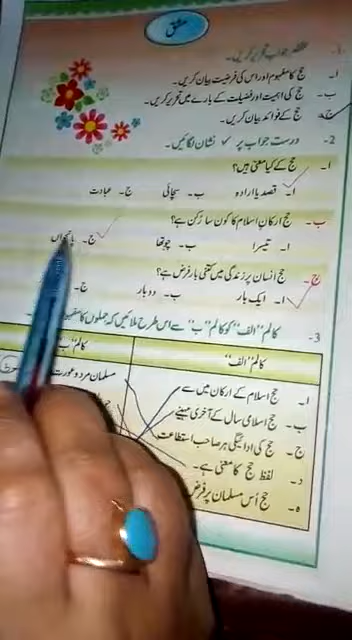 مشق
1۔ مختصر جواب تحریر کریں۔
ا۔ حج کا مفہوم اور اس کی فرضیت بیان کریں۔
ب۔ حج کی اہمیت اور فضیلت کے بارے میں تحریر کریں۔
ج۔ حج کے فوائد بیان کریں۔
2۔ درست جواب پر ✓ نشان لگائیں۔
ا۔ حج کے کیا معنی ہیں؟
ا۔ قصد یا ارادہ ب۔ سچائی ج۔ عبادت
ب۔ حج ارکانِ اسلام کا کون سا رکن ہے؟
ا۔ تیسرا ب۔ چوتھا ج۔ پانچواں
ج۔ حج انسان پر زندگی میں کتنی بار فرض ہے؟
ا۔ ایک بار ب۔ دو بار ج۔
3۔ کالم "الف" کو کالم "ب" سے اس طرح ملائیں کہ جملوں کا مفہوم
کالم "الف" کالم "ب"
ا۔ حج اسلام کے ارکان میں سے مسلمان مرد و عورت
ب۔ حج اسلامی سال کے آخری مہینے
ج۔ حج کی ادائیگی ہر صاحب استطاعت
د۔ لفظ حج کا معنی ہے۔
ہ۔ حج اُس مسلمان پر فرض